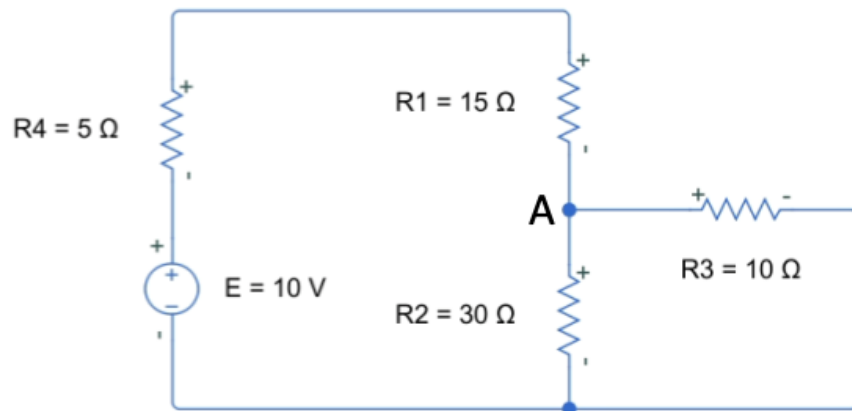 R1 = 15 Ω
R4 = 5 Ω
A
R3 = 10 Ω
E = 10 V
R2 = 30 Ω